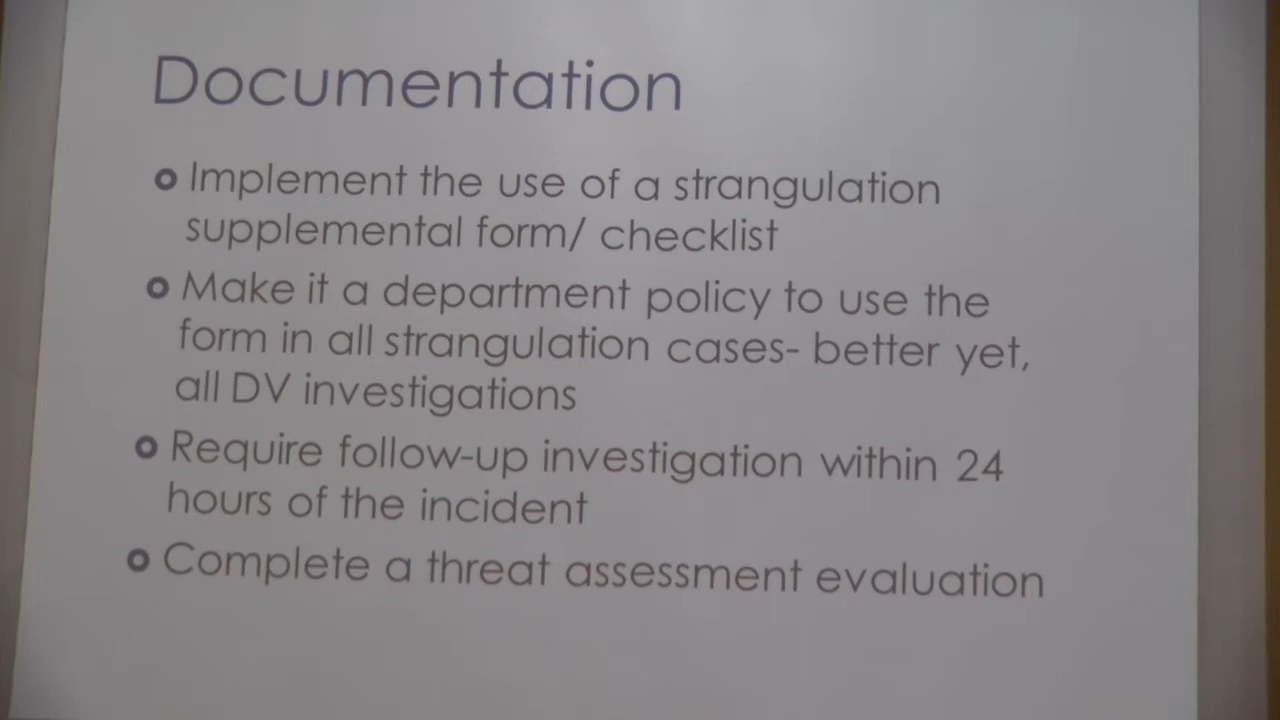 Documentation
Implement the use of a strangulation
supplemental form/ checklist
Make it a department policy to use the
form in all strangulation cases- better yet,
all DV investigations
Require follow-up investigation within 24
hours of the incident
Complete a threat assessment evaluation